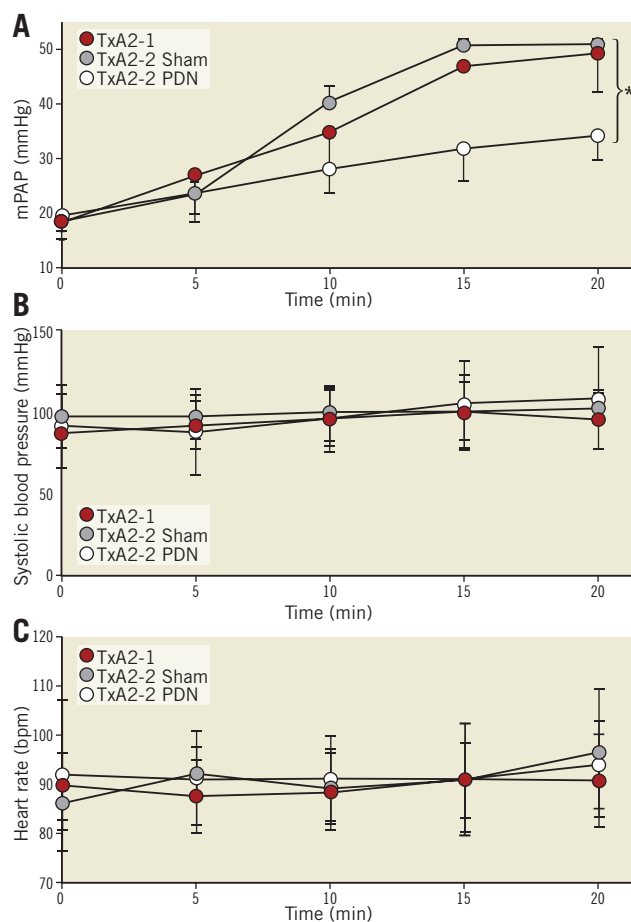 A
mPAP (mmHg)
50
40
30
20
10
TxA2-1
TxA2-2 Sham
TxA2-2 PDN
*
0 5 10 15 20
Time (min)
B
Systolic blood pressure (mmHg)
150
100
50
0
TxA2-1
TxA2-2 Sham
TxA2-2 PDN
0 5 10 15 20
Time (min)
C
Heart rate (bpm)
120
110
100
90
80
70
TxA2-1
TxA2-2 Sham
TxA2-2 PDN
0 5 10 15 20
Time (min)